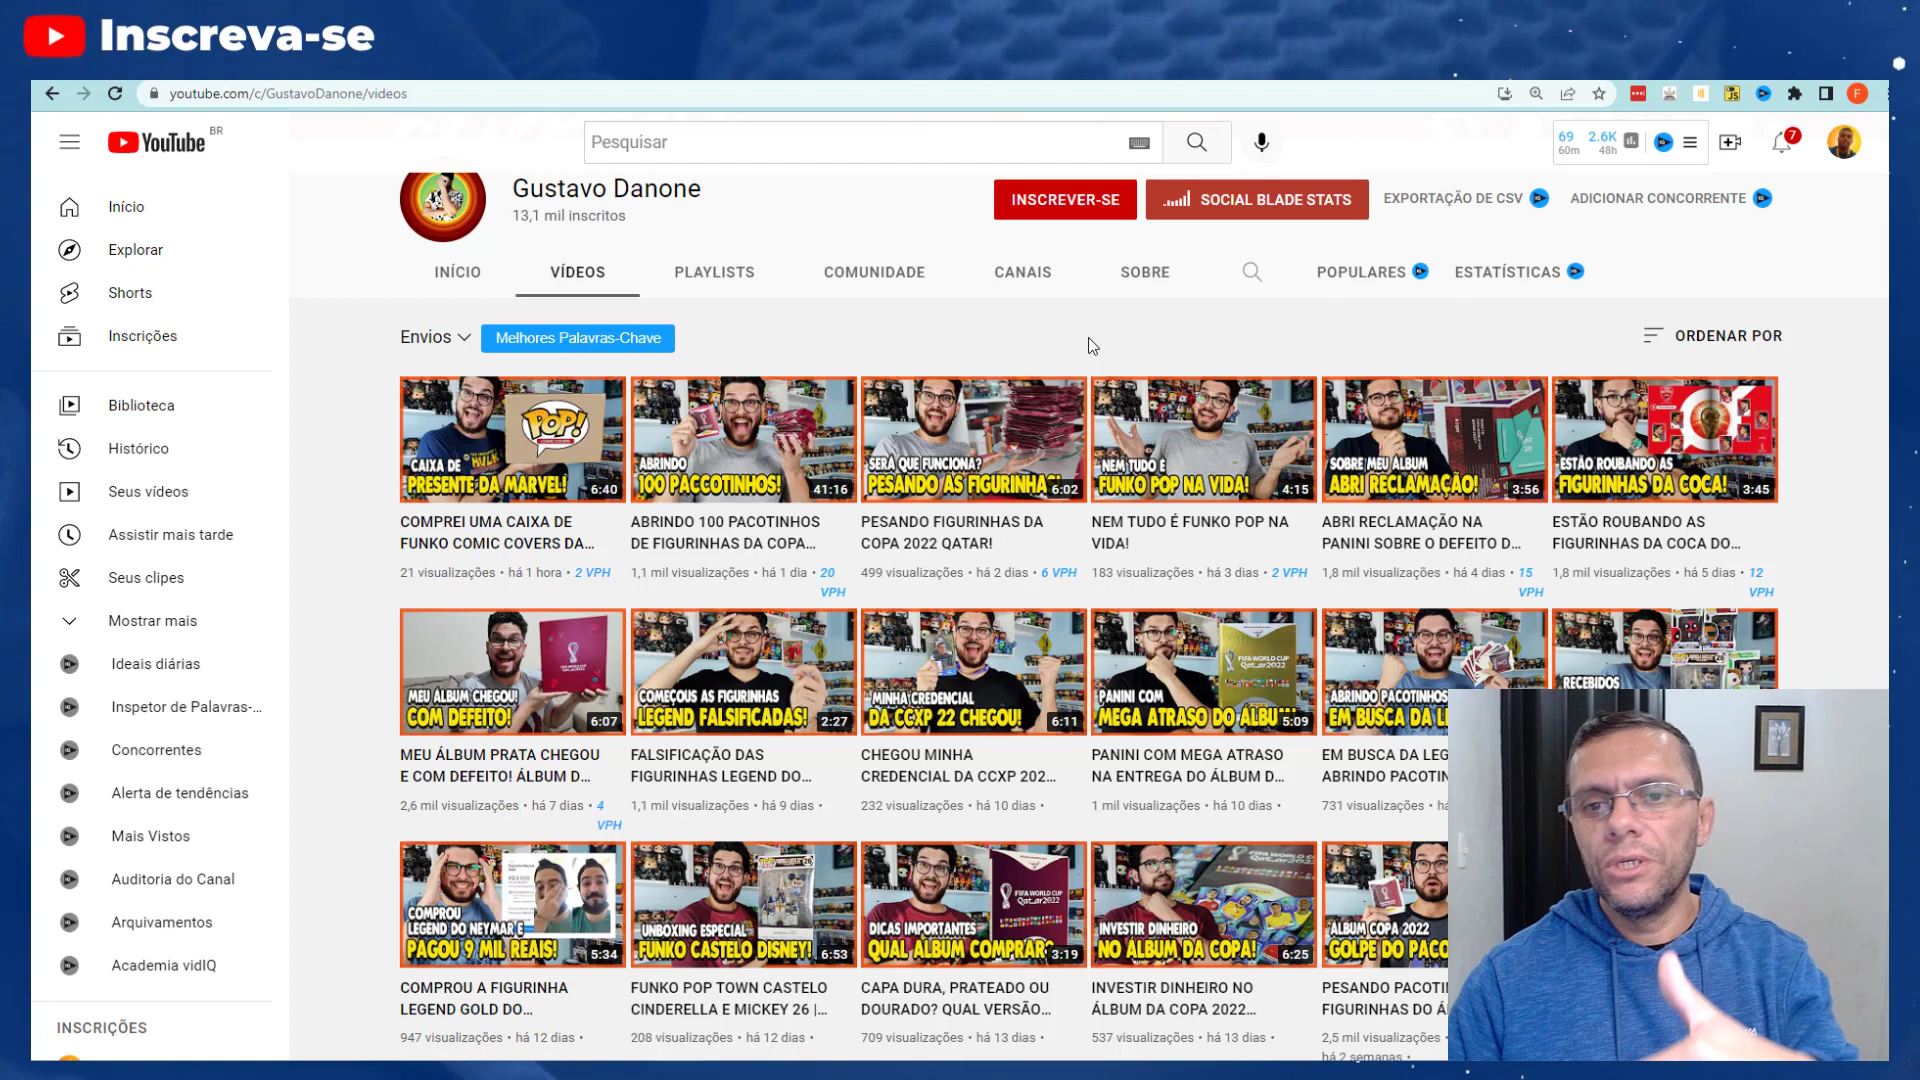 Inscreva-se
youtube.com/c/GustavoDanone/videos
YouTube BR
Pesquisar
69 2.6K
60m 48h
7
F
Início
Explorar
Shorts
Inscrições
Biblioteca
Histórico
Seus vídeos
Assistir mais tarde
Seus clipes
Mostrar mais
Ideais diárias
Inspetor de Palavras-...
Concorrentes
Alerta de tendências
Mais Vistos
Auditoria do Canal
Arquivamentos
Academia vidIQ
INSCRIÇÕES
Gustavo Danone
13,1 mil inscritos
INSCREVER-SE
SOCIAL BLADE STATS
EXPORTAÇÃO DE CSV
ADICIONAR CONCORRENTE
INÍCIO VÍDEOS PLAYLISTS COMUNIDADE CANAIS SOBRE POPULARES ESTATÍSTICAS
Envios Melhores Palavras-Chave ORDENAR POR
POP!
CAIXA DE
PRESENTE DA MARVEL!
6:40
COMPREI UMA CAIXA DE
FUNKO COMIC COVERS DA...
21 visualizações • há 1 hora • 2 VPH
ABRINDO
100 PACCOTINHOS!
41:16
ABRINDO 100 PACOTINHOS
DE FIGURINHAS DA COPA...
1,1 mil visualizações • há 1 dia • 20
VPH
SERÁ QUE FUNCIONA?
PESANDO AS FIGURINHAS
6:02
PESANDO FIGURINHAS DA
COPA 2022 QATAR!
499 visualizações • há 2 dias • 6 VPH
NEM TUDO É
FUNKO POP NA VIDA!
4:15
NEM TUDO É FUNKO POP NA
VIDA!
183 visualizações • há 3 dias • 2 VPH
SOBRE MEU ÁLBUM
ABRI RECLAMAÇÃO!
3:56
ABRI RECLAMAÇÃO NA
PANINI SOBRE O DEFEITO D...
1,8 mil visualizações • há 4 dias • 15
VPH
ESTÃO ROUBANDO AS
FIGURINHAS DA COCA!
3:45
ESTÃO ROUBANDO AS
FIGURINHAS DA COCA DO...
1,8 mil visualizações • há 5 dias • 12
VPH
MEU ÁLBUM CHEGOU!
COM DEFEITO!
6:07
MEU ÁLBUM PRATA CHEGOU
E COM DEFEITO! ÁLBUM D...
2,6 mil visualizações • há 7 dias • 4
VPH
COMEÇOUS AS FIGURINHAS
LEGEND FALSIFICADAS!
2:27
FALSIFICAÇÃO DAS
FIGURINHAS LEGEND DO...
1,1 mil visualizações • há 9 dias •
MINHA CREDENCIAL
DA CCXP 22 CHEGOU!
6:11
CHEGOU MINHA
CREDENCIAL DA CCXP 202...
232 visualizações • há 10 dias •
FIFA WORLD CUP
Qatar2022
PANINI COM
MEGA ATRASO DO ÁLBUM
5:09
PANINI COM MEGA ATRASO
NA ENTREGA DO ÁLBUM D...
1 mil visualizações • há 10 dias •
ABRINDO PACOTINHOS
EM BUSCA DA LE
EM BUSCA DA LEG
ABRINDO PACOTIN
731 visualizações • h
RECEBIDOS
COMPROU
LEGEND DO NEYMAR E
PAGOU 9 MIL REAIS!
5:34
COMPROU A FIGURINHA
LEGEND GOLD DO...
947 visualizações • há 12 dias •
UNBOXING ESPECIAL
FUNKO CASTELO DISNEY!
6:53
FUNKO POP TOWN CASTELO
CINDERELLA E MICKEY 26 |...
208 visualizações • há 12 dias •
FIFA WORLD CUP
Qatar2022
DICAS IMPORTANTES
QUAL ÁLBUM COMPRAR
3:19
CAPA DURA, PRATEADO OU
DOURADO? QUAL VERSÃO...
709 visualizações • há 13 dias •
INVESTIR DINHEIRO
NO ÁLBUM DA COPA!
6:25
INVESTIR DINHEIRO NO
ÁLBUM DA COPA 2022...
537 visualizações • há 13 dias •
ÁLBUM COPA 2022
GOLPE DO PACO
PESANDO PACOTI
FIGURINHAS DO Á
2,5 mil visualizações •
há 2 semanas •